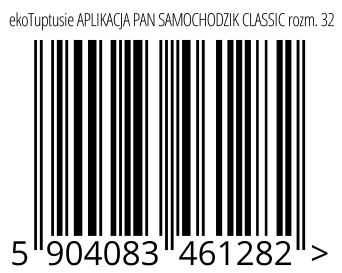 ekoTuptusie APLIKACJA PAN SAMOCHODZIK CLASSIC rozm. 32
5 904083 461282 >